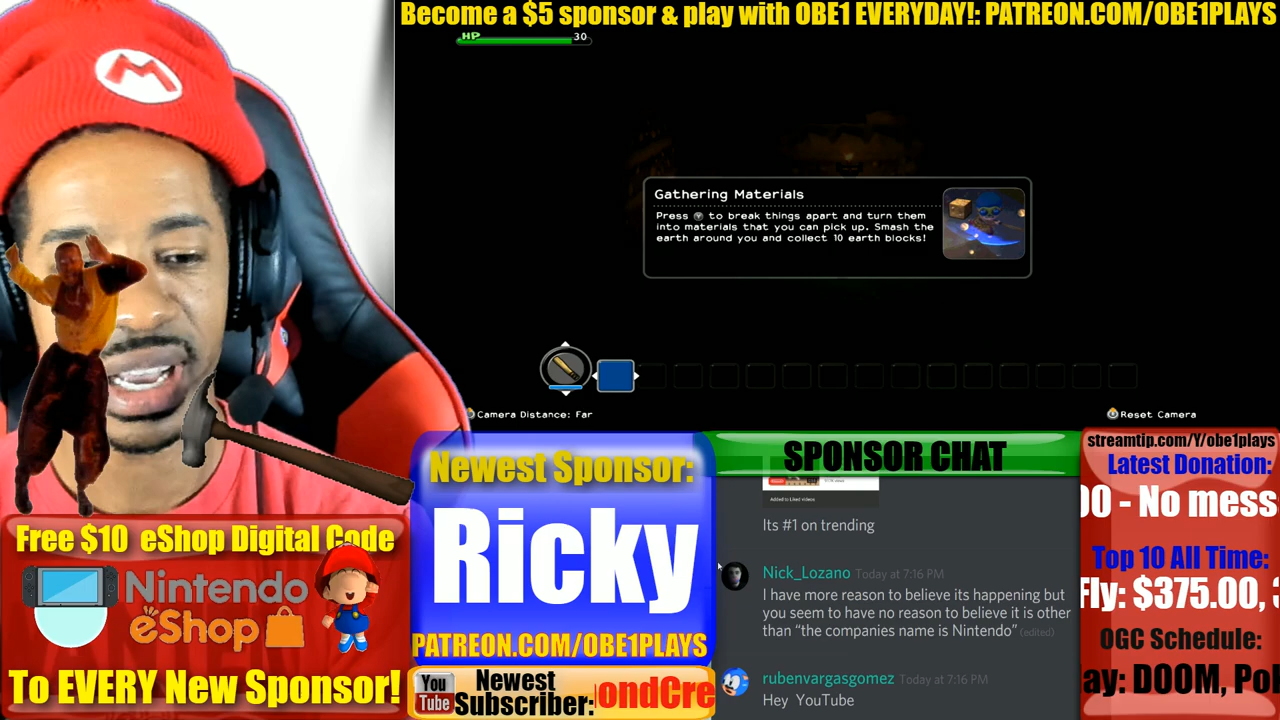 Become a $5 sponsor & play with OBE1 EVERYDAY!: PATREON.COM/OBE1PLAYS
HP 30
M
Gathering Materials
Press Y to break things apart and turn them
into materials that you can pick up. Smash the
earth around you and collect 10 earth blocks!
Camera Distance: Far
Reset Camera
Newest Sponsor:
Ricky
PATREON.COM/OBE1PLAYS
SPONSOR CHAT
Added to Liked videos
Its #1 on trending
Nick_Lozano Today at 7:16 PM
I have more reason to believe its happening but
you seem to have no reason to believe it is other
than “the companies name is Nintendo” (edited)
rubenvargasgomez Today at 7:16 PM
Hey YouTube
streamtip.com/Y/obe1plays
Latest Donation:
00 - No mess
Top 10 All Time:
Fly: $375.00,
OGC Schedule:
ay: DOOM, Po
Free $10 eShop Digital Code
Nintendo
eShop
To EVERY New Sponsor!
You
Tube
Newest
Subscriber:
ondCre